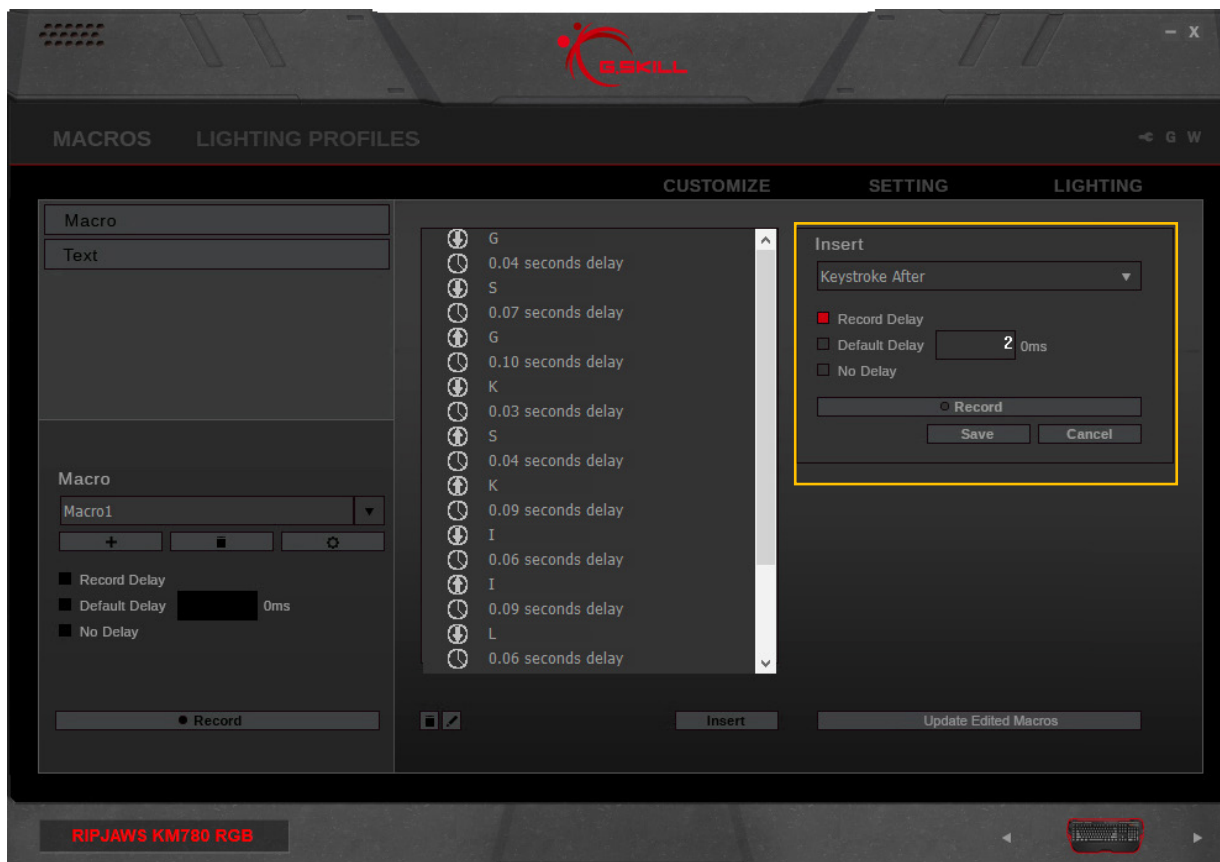 G.SKILL
– X
MACROS LIGHTING PROFILES
G W
CUSTOMIZE SETTING LIGHTING
Macro
Text
Macro
Macro1
+
Record Delay
Default Delay 0ms
No Delay
Record
G
0.04 seconds delay
S
0.07 seconds delay
G
0.10 seconds delay
K
0.03 seconds delay
S
0.04 seconds delay
K
0.09 seconds delay
I
0.06 seconds delay
I
0.09 seconds delay
L
0.06 seconds delay
Insert
Insert
Keystroke After
Record Delay
Default Delay 2 0ms
No Delay
Record
Save Cancel
Update Edited Macros
RIPJAWS KM780 RGB